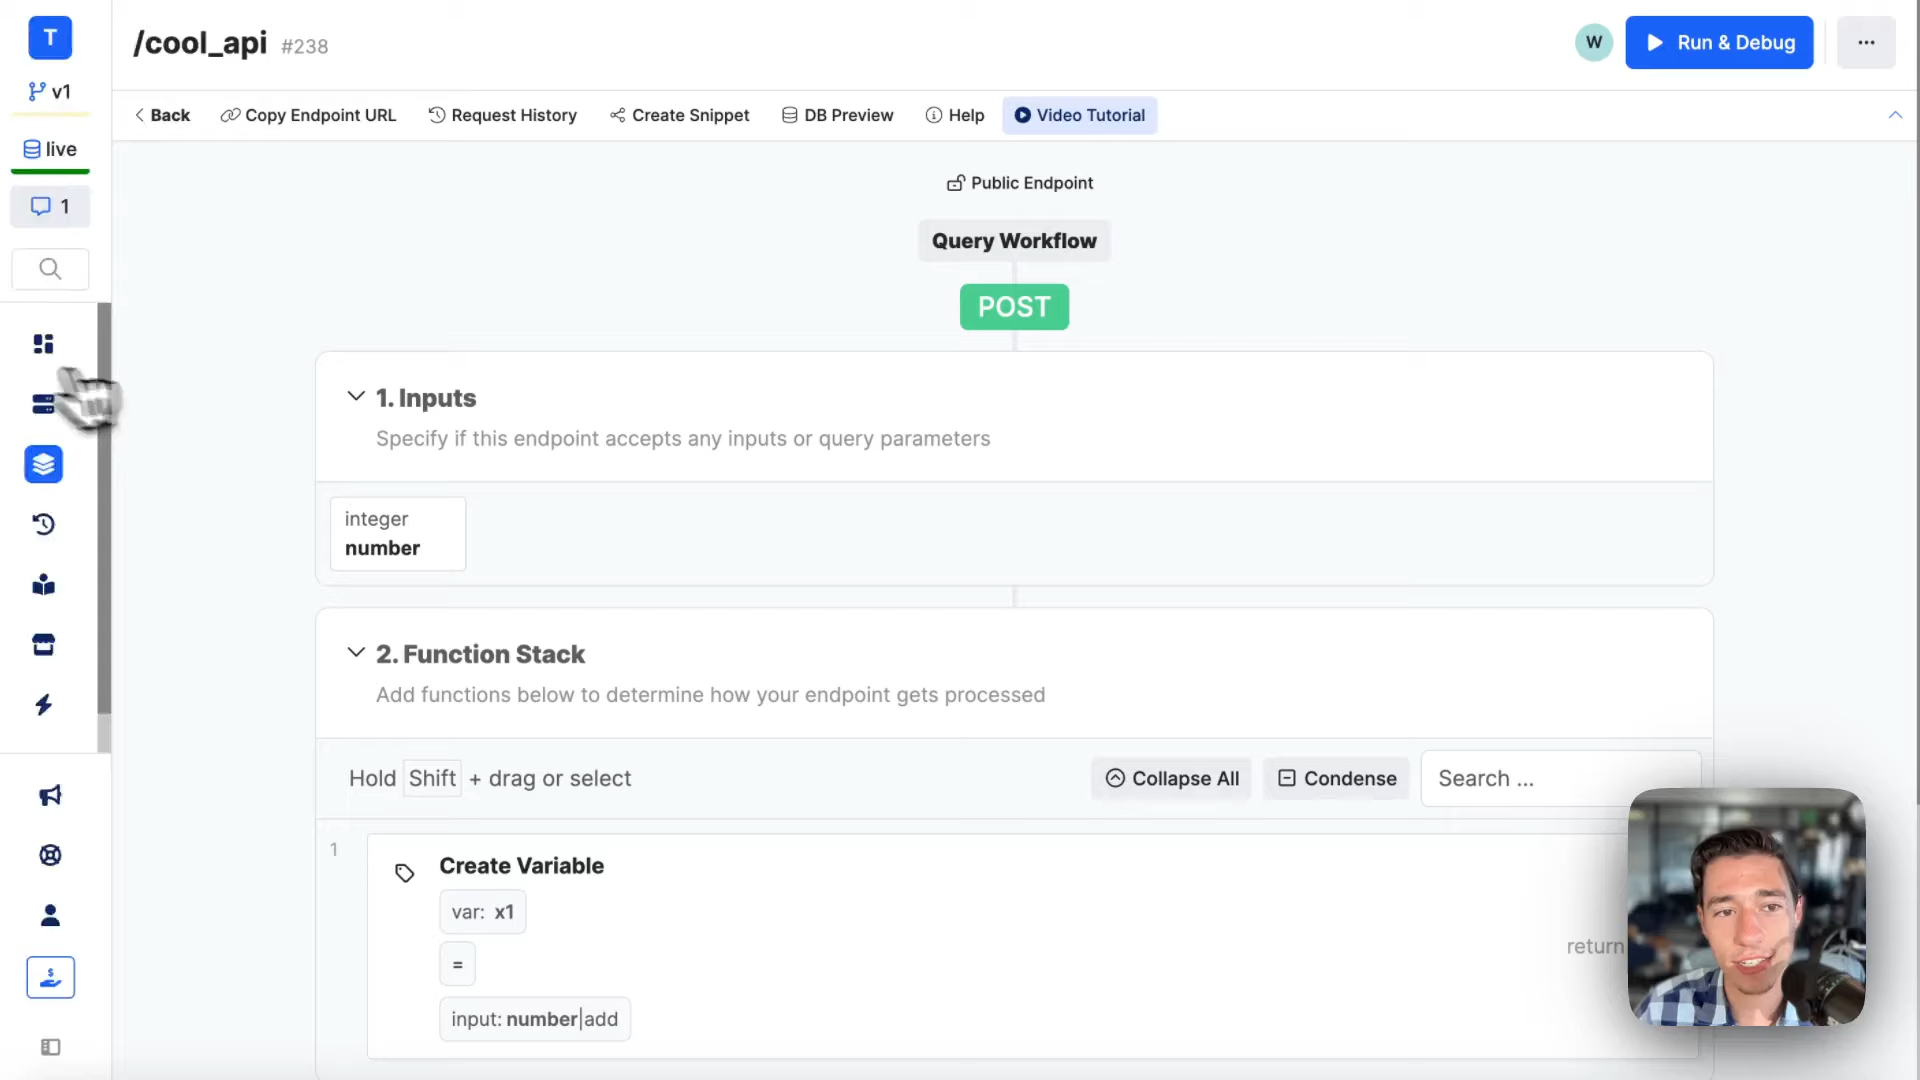 T
/cool_api #238
W
Run & Debug
v1
Back
Copy Endpoint URL
Request History
Create Snippet
DB Preview
Help
Video Tutorial
live
1
Public Endpoint
Query Workflow
POST
1. Inputs
Specify if this endpoint accepts any inputs or query parameters
integer
number
2. Function Stack
Add functions below to determine how your endpoint gets processed
Hold Shift + drag or select
Collapse All
Condense
Search ...
1
Create Variable
var: x1
=
return
input: number|add